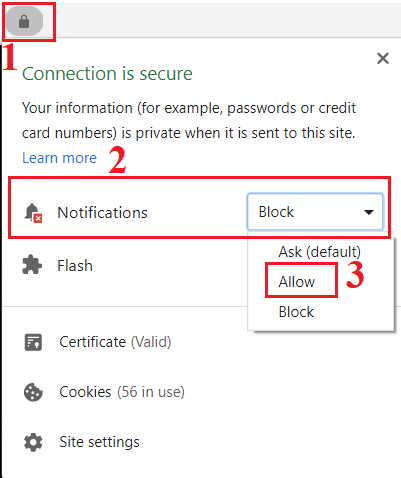 1
Connection is secure
Your information (for example, passwords or credit
card numbers) is private when it is sent to this site.
Learn more
2
Notifications Block
Ask (default)
Flash
Allow
3
Block
Certificate (Valid)
Cookies (56 in use)
Site settings